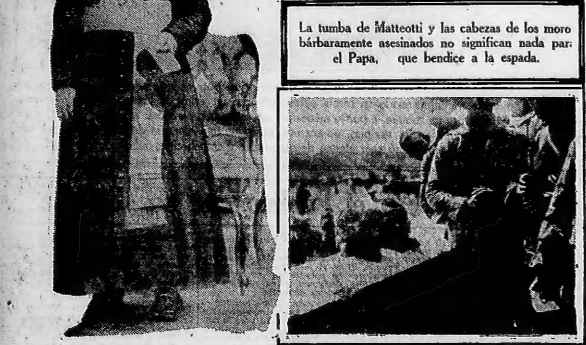 La tumba de Matteotti y las cabezas de los moro
bárbaramente asesinados no significan nada par
el Papa, que bendice a la espada.